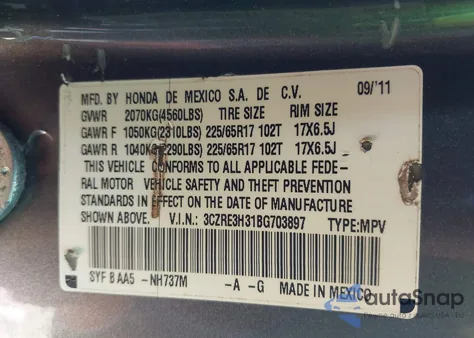 MFD. BY HONDA DE MEXICO S.A. DE C.V. 09/'11
GVWR 2070KG(4560LBS) TIRE SIZE RIM SIZE
GAWR F 1050KG(2310LBS) 225/65R17 102T 17X6.5J
GAWR R 1040KG(2290LBS) 225/65R17 102T 17X6.5J
THIS VEHICLE CONFORMS TO ALL APPLICABLE FEDE-
RAL MOTOR VEHICLE SAFETY AND THEFT PREVENTION
STANDARDS IN EFFECT ON THE DATE OF MANUFACTURE
SHOWN ABOVE. V.I.N.: 3CZRE3H31BG703897 TYPE:MPV
SYF B AA5 -NH737M -A -G MADE IN MEXICO
autoSnap